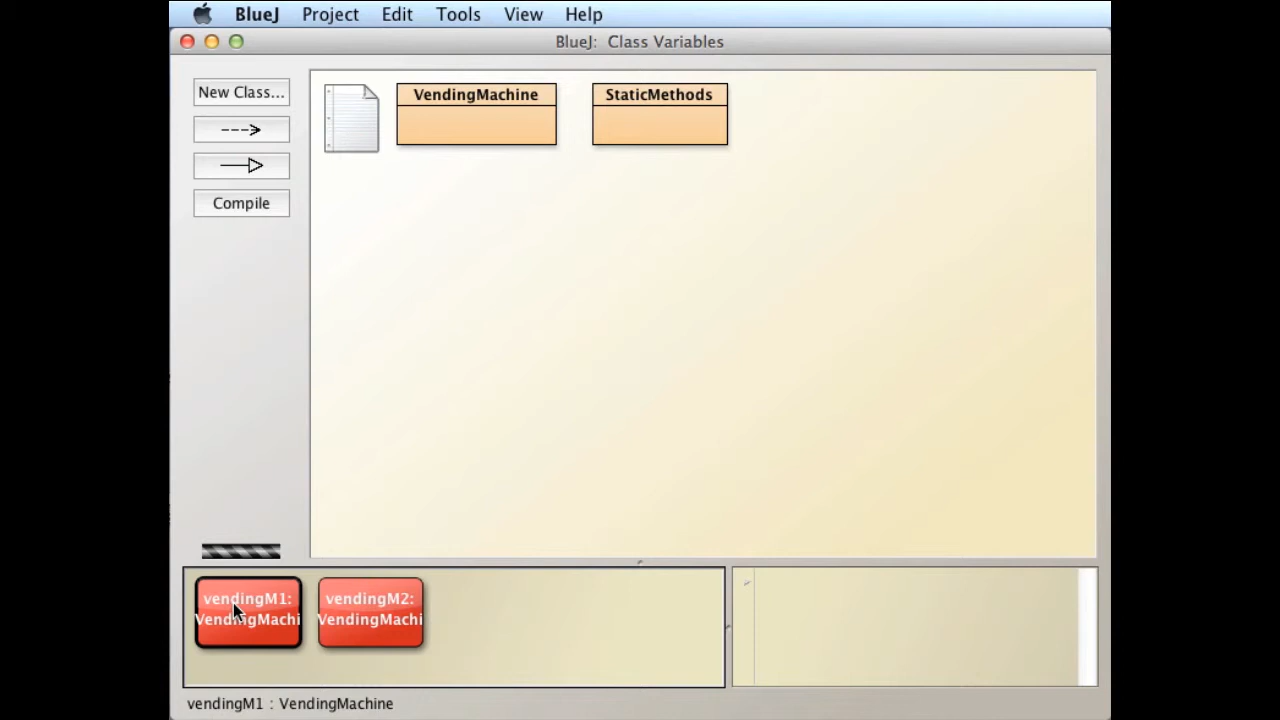 BlueJ Project Edit Tools View Help
BlueJ: Class Variables
New Class...
Compile
VendingMachine
StaticMethods
vendingM1:
VendingMachi
vendingM2:
VendingMachi
vendingM1 : VendingMachine